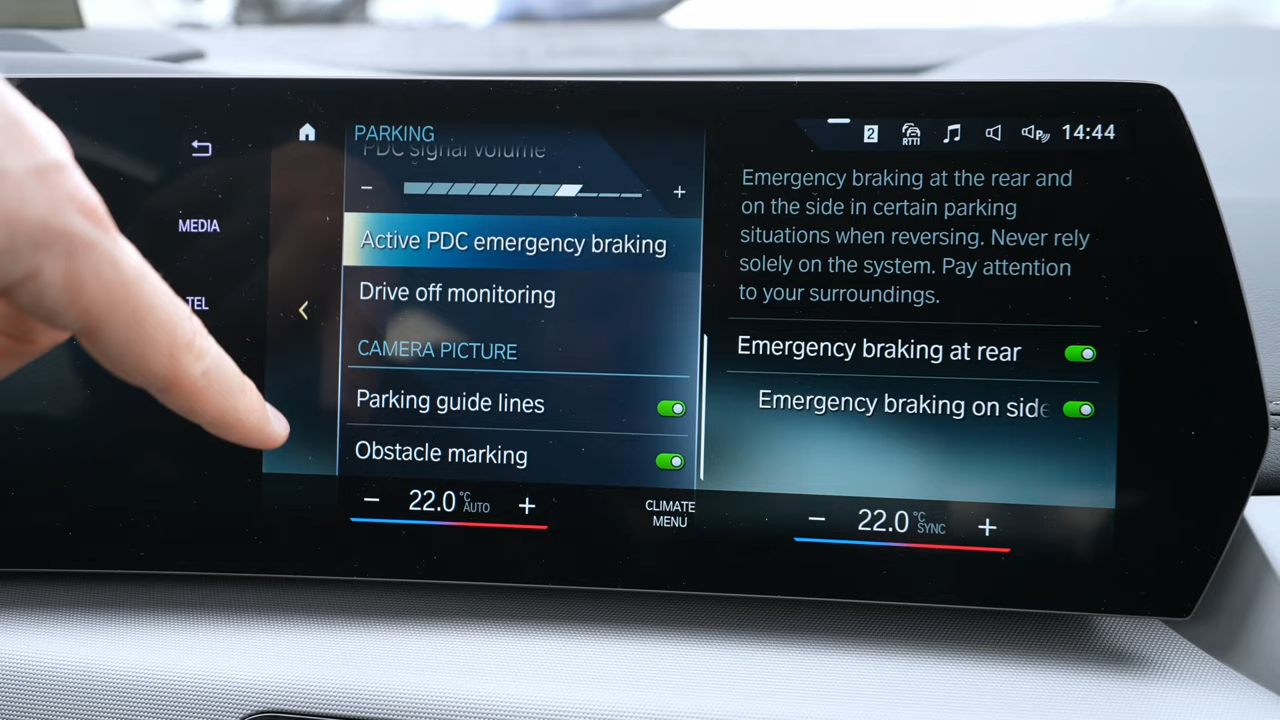 MEDIA
TEL
PARKING
PDC signal volume
−
+
Active PDC emergency braking
Drive off monitoring
CAMERA PICTURE
Parking guide lines
Obstacle marking
2
RTTI
P
14:44
Emergency braking at the rear and
on the side in certain parking
situations when reversing. Never rely
solely on the system. Pay attention
to your surroundings.
Emergency braking at rear
Emergency braking on side
− 22.0 °C AUTO +
CLIMATE
MENU
− 22.0 °C SYNC +